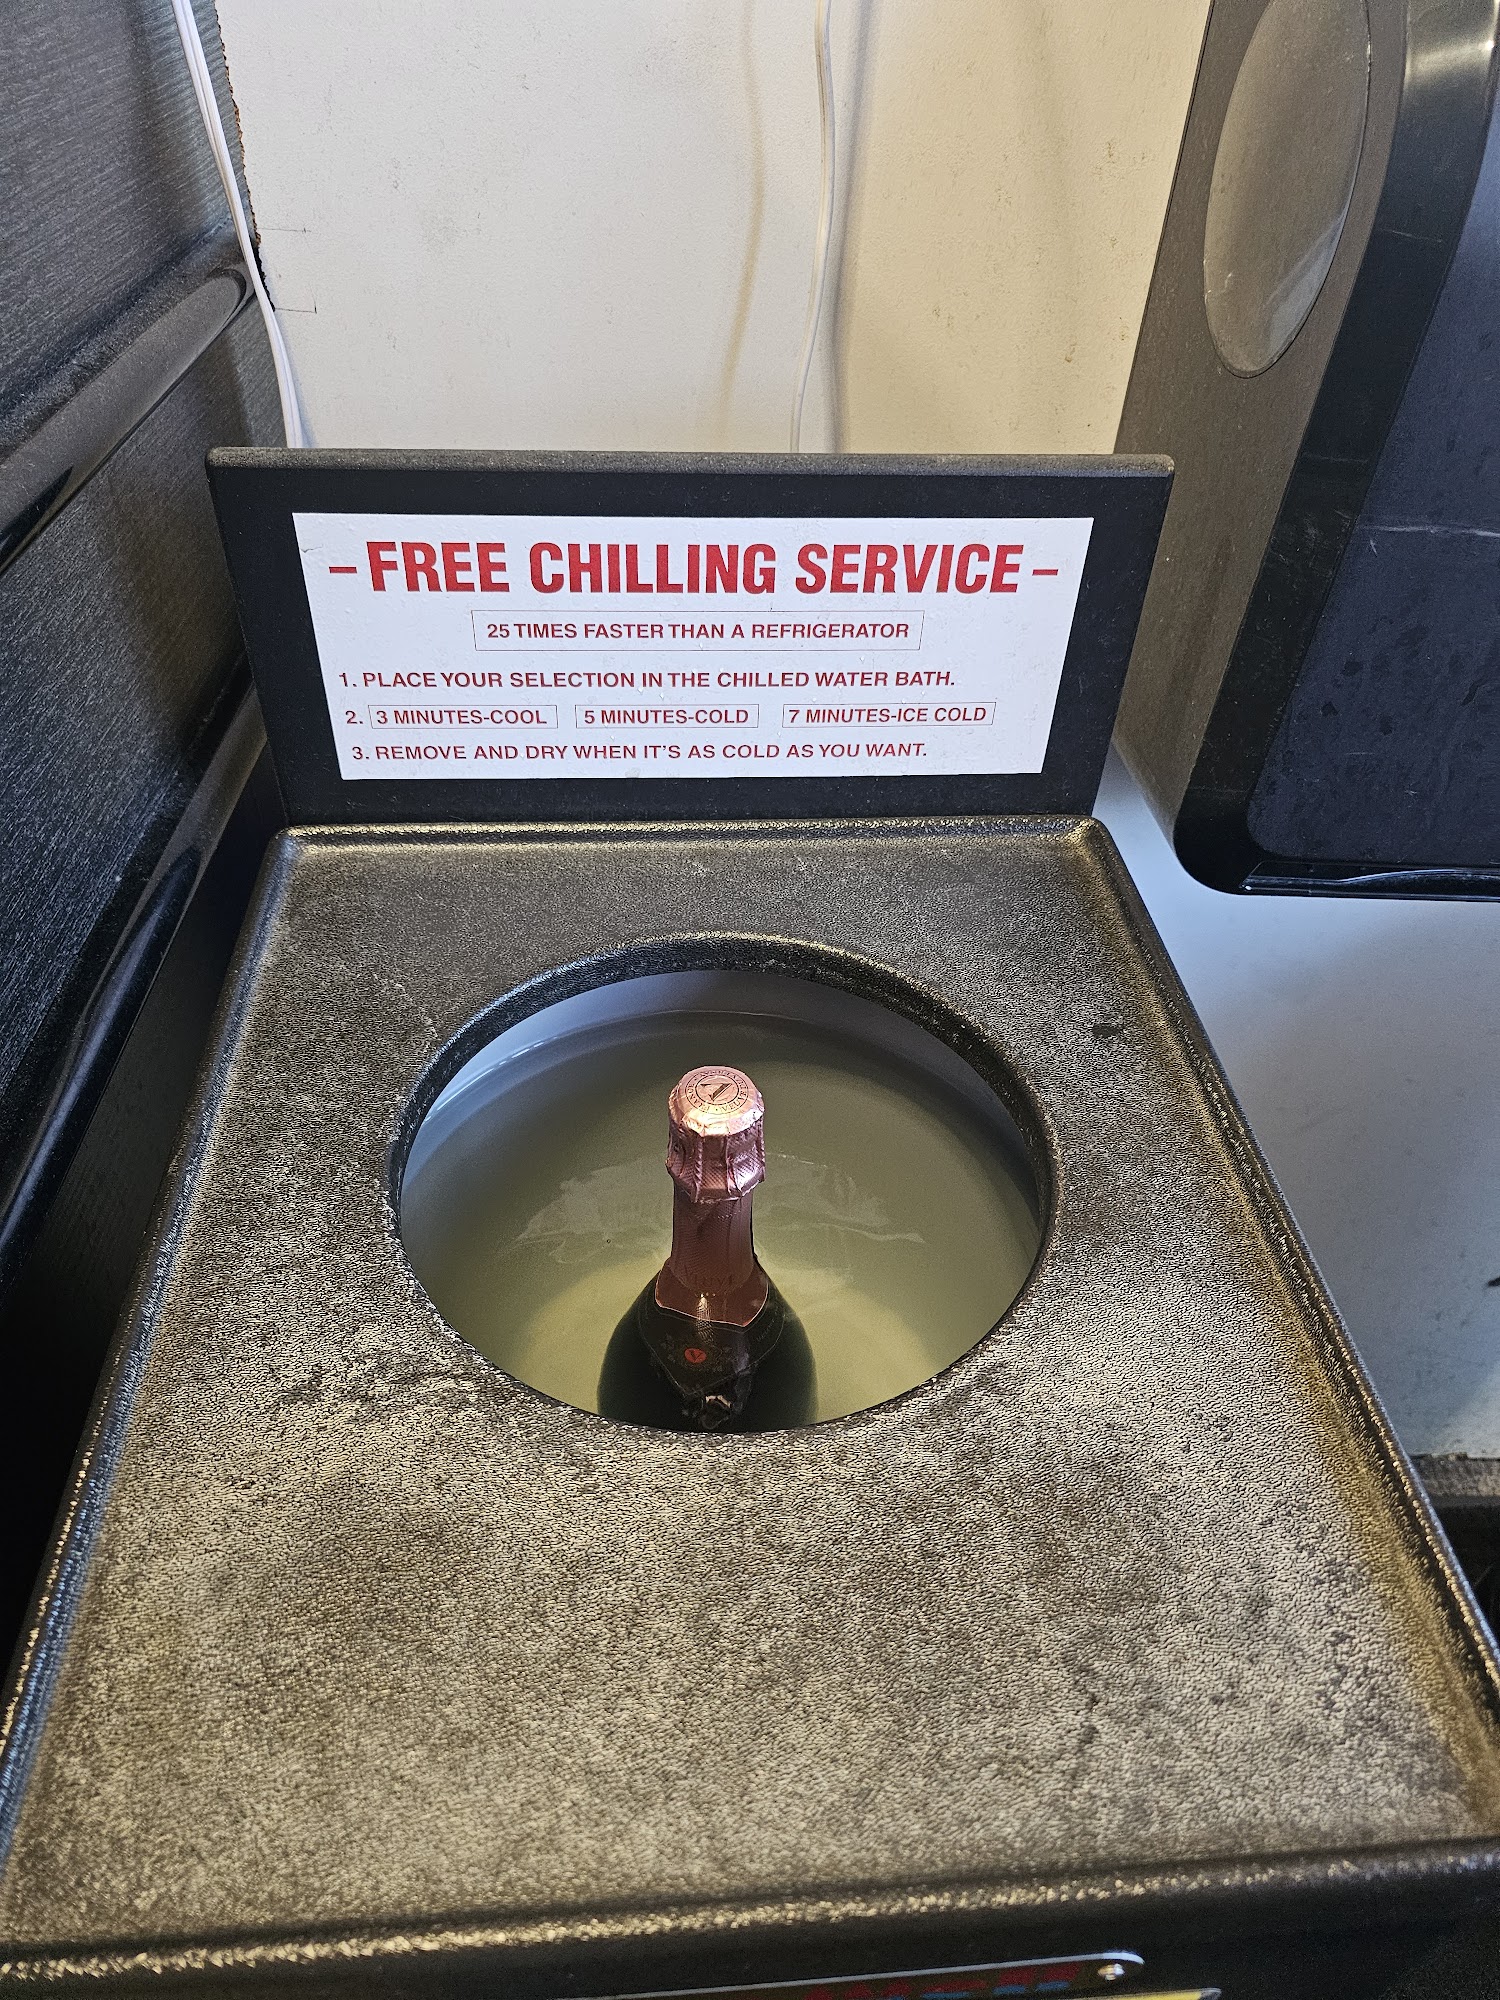 – FREE CHILLING SERVICE –
25 TIMES FASTER THAN A REFRIGERATOR
1. PLACE YOUR SELECTION IN THE CHILLED WATER BATH.
2. 3 MINUTES-COOL 5 MINUTES-COLD 7 MINUTES-ICE COLD
3. REMOVE AND DRY WHEN IT'S AS COLD AS YOU WANT.